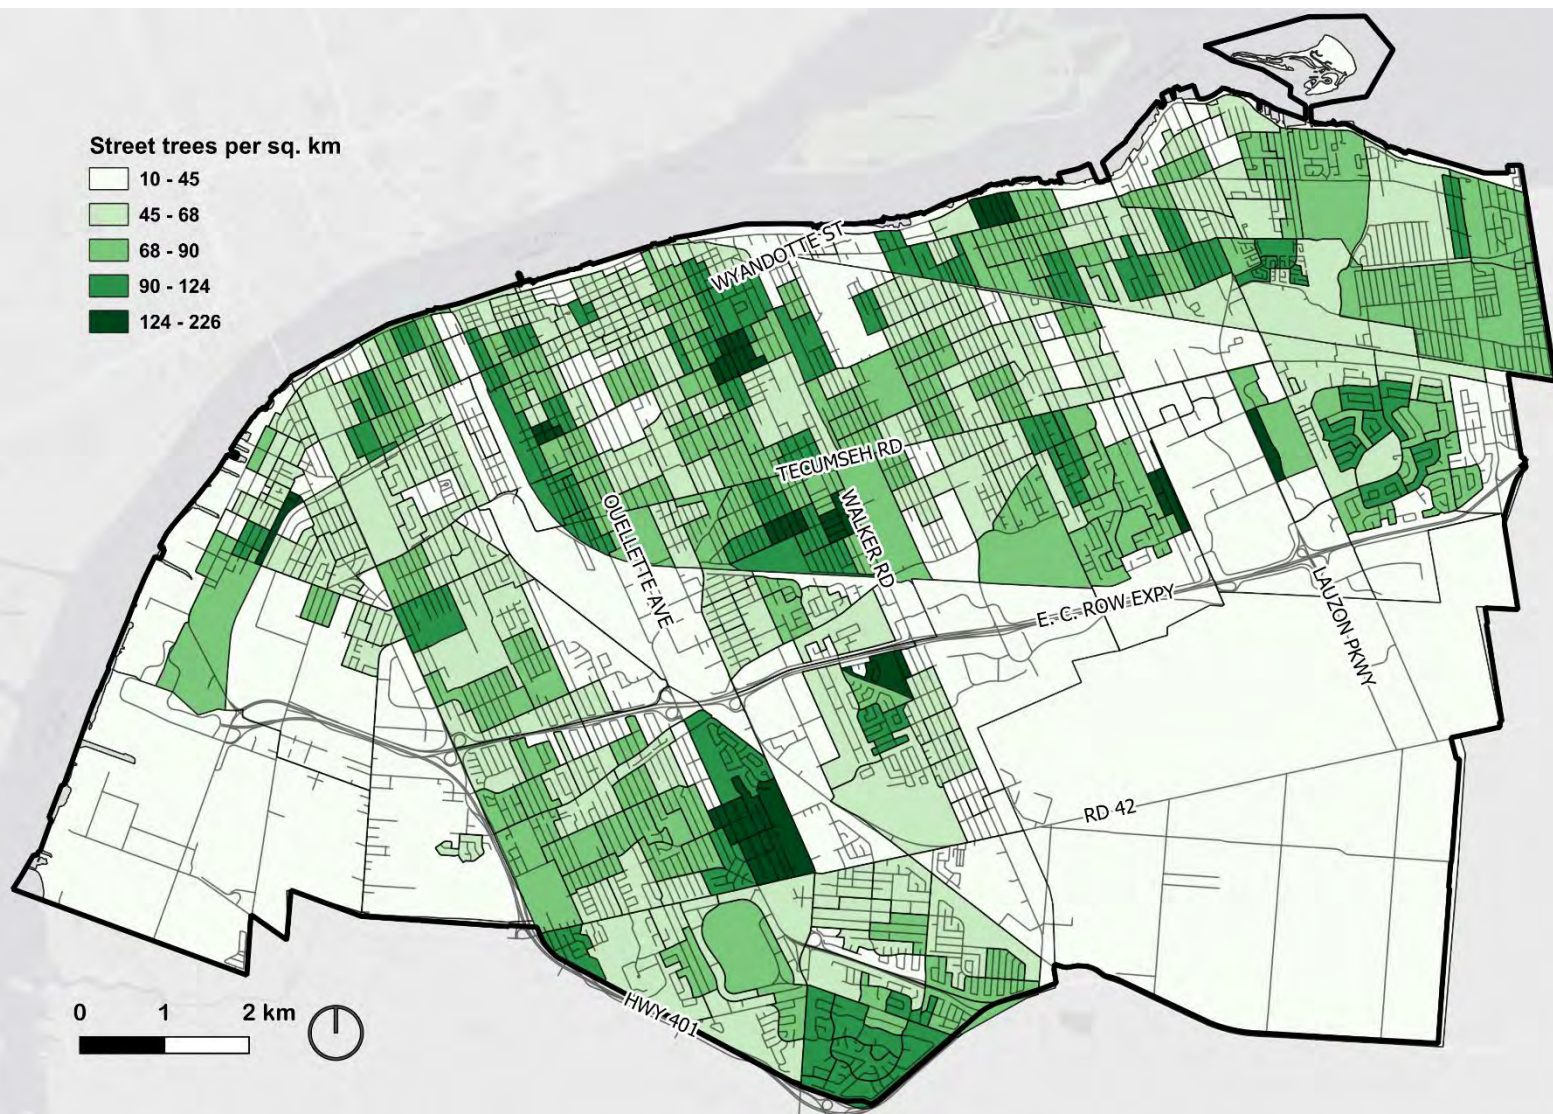 Street trees per sq. km
10 - 45
45 - 68
68 - 90
90 - 124
124 - 226
WYANDOTTE ST
TECUMSEH RD
OUELLETTE AVE
WALKER RD
E. C. ROW EXPY
LAUZON PKWY
RD 42
HWY 401
0 1 2 km